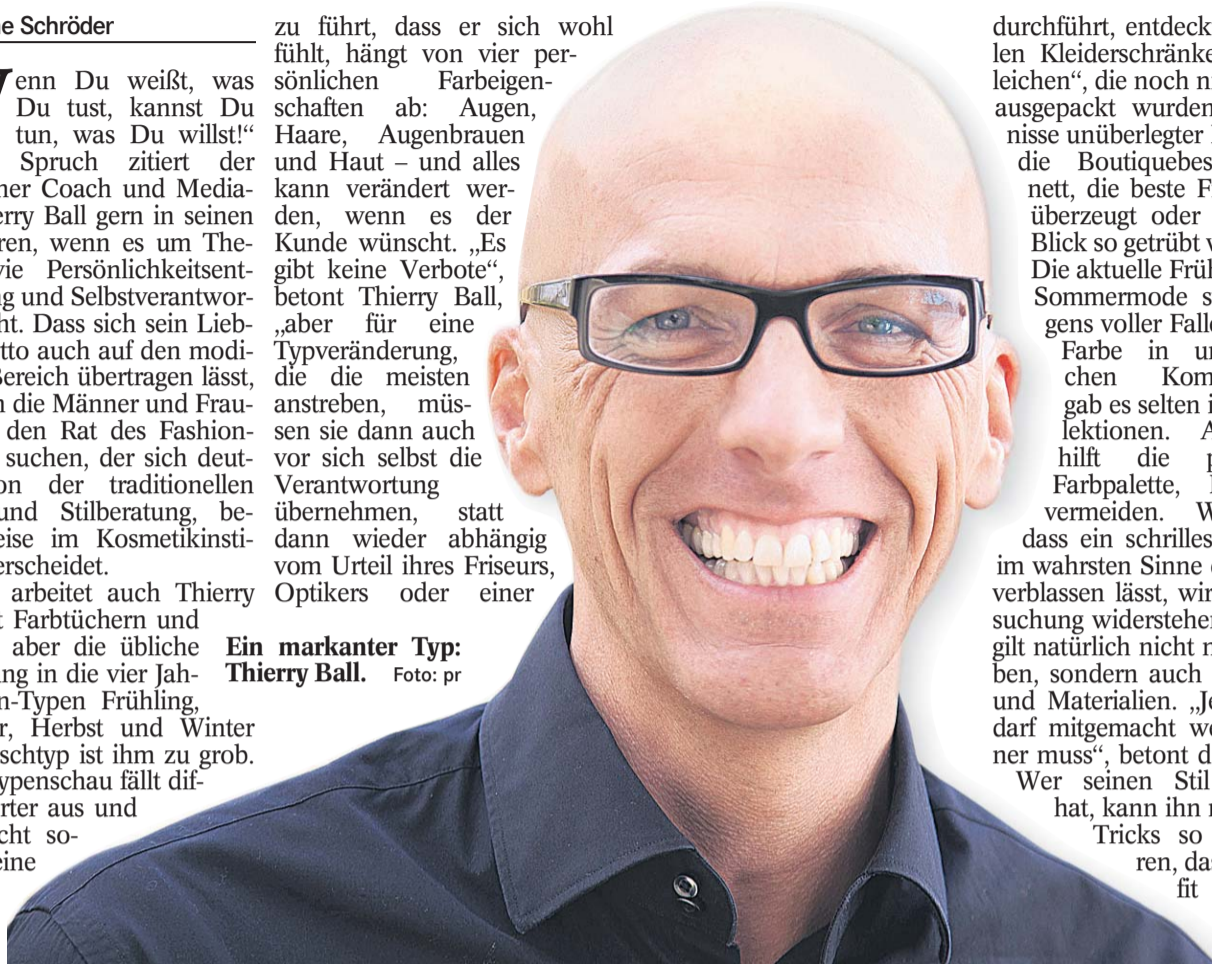 ne Schröder
enn Du weißt, was
Du tust, kannst Du
tun, was Du willst!“
Spruch zitiert der
ner Coach und Media-
erry Ball gern in seinen
ren, wenn es um The-
vie Persönlichkeitsent-
ng und Selbstverantwor-
ht. Dass sich sein Lieb-
tto auch auf den modi-
Bereich übertragen lässt,
n die Männer und Frau-
den Rat des Fashion-
suchen, der sich deut-
on der traditionellen
und Stilberatung, be-
eise im Kosmetikinsti-
erscheidet.
arbeitet auch Thierry
t Farbtüchern und
aber die übliche
ung in die vier Jah-
n-Typen Frühling,
r, Herbst und Winter
schtyp ist ihm zu grob.
ypenschau fällt dif-
rter aus und
cht so-
eine
zu führt, dass er sich wohl
fühlt, hängt von vier per-
sönlichen Farbeigen-
schaften ab: Augen,
Haare, Augenbrauen
und Haut – und alles
kann verändert wer-
den, wenn es der
Kunde wünscht. „Es
gibt keine Verbote“,
betont Thierry Ball,
„aber für eine
Typveränderung,
die die meisten
anstreben, müs-
sen sie dann auch
vor sich selbst die
Verantwortung
übernehmen, statt
dann wieder abhängig
vom Urteil ihres Friseurs,
Optikers oder einer
Ein markanter Typ:
Thierry Ball. Foto: pr
durchführt, entdeck
len Kleiderschränke
leichen“, die noch ni
ausgepackt wurden
nisse unüberlegter
die Boutiquebes
nett, die beste F
überzeugt oder
Blick so getrübt v
Die aktuelle Früh
Sommermode s
gens voller Falle
Farbe in un
chen Kom
gab es selten i
lektionen. A
hilft die p
Farbpalette,
vermeiden. W
dass ein schrilles
im wahrsten Sinne
verblassen lässt, wir
suchung widerstehen
gilt natürlich nicht n
ben, sondern auch
und Materialien. „Je
darf mitgemacht we
ner muss“, betont d
Wer seinen Stil
hat, kann ihn
Tricks so
ren, das
fit